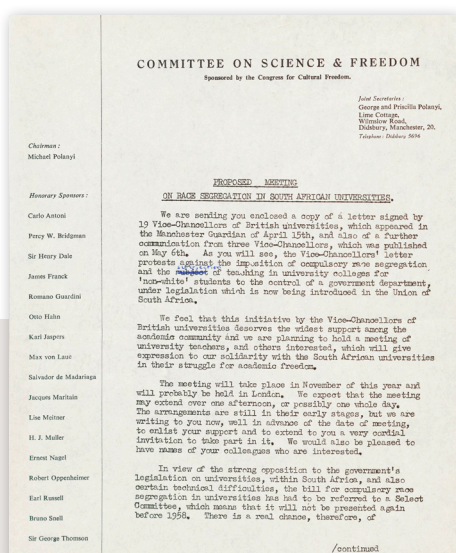 COMMITTEE ON SCIENCE & FREEDOM
Sponsored by the Congress for Cultural Freedom.
Joint Secretaries:
George and Priscilla Polanyi,
Lime Cottage,
Wilmslow Road,
Didsbury, Manchester, 20.
Telephone: Didsbury 5696
Chairman:
Michael Polanyi
Honorary Sponsors:
Carlo Antoni
Percy W. Bridgman
Sir Henry Dale
James Franck
Romano Guardini
Otto Hahn
Karl Jaspers
Max von Laue
Salvador de Madariaga
Jacques Maritain
Lise Meitner
H. J. Muller
Ernest Nagel
Robert Oppenheimer
Earl Russell
Bruno Snell
Sir George Thomson
PROPOSED MEETING
ON RACE SEGREGATION IN SOUTH AFRICAN UNIVERSITIES.
We are sending you enclosed a copy of a letter signed by
19 Vice-Chancellors of British universities, which appeared in
the Manchester Guardian of April 15th, and also of a further
communication from three Vice-Chancellors, which was published
on May 6th. As you will see, the Vice-Chancellors' letter
protests against the imposition of compulsory race segregation
and the of teaching in university colleges for
'non-white' students to the control of a government department,
under legislation which is now being introduced in the Union of
South Africa.
We feel that this initiative by the Vice-Chancellors of
British universities deserves the widest support among the
academic community and we are planning to hold a meeting of
university teachers, and others interested, which will give
expression to our solidarity with the South African universities
in their struggle for academic freedom.
The meeting will take place in November of this year and
will probably be held in London. We expect that the meeting
may extend over one afternoon, or possibly one whole day.
The arrangements are still in their early stages, but we are
writing to you now, well in advance of the date of meeting,
to enlist your support and to extend to you a very cordial
invitation to take part in it. We would also be pleased to
have names of your colleagues who are interested.
In view of the strong opposition to the government's
legislation on universities, within South Africa, and also
certain technical difficulties, the bill for compulsory race
segregation in universities has had to be referred to a Select
Committee, which means that it will not be presented again
before 1958. There is a real chance, therefore, of
/continued